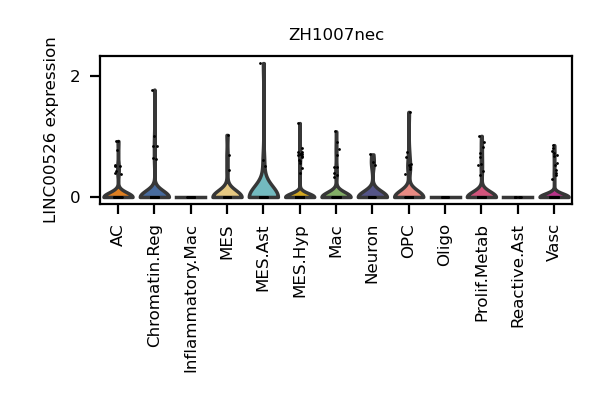 ZH1007nec
LINC00526 expression
2
0
AC
Chromatin.Reg
Inflammatory.Mac
MES
MES.Ast
MES.Hyp
Mac
Neuron
OPC
Oligo
Prolif.Metab
Reactive.Ast
Vasc